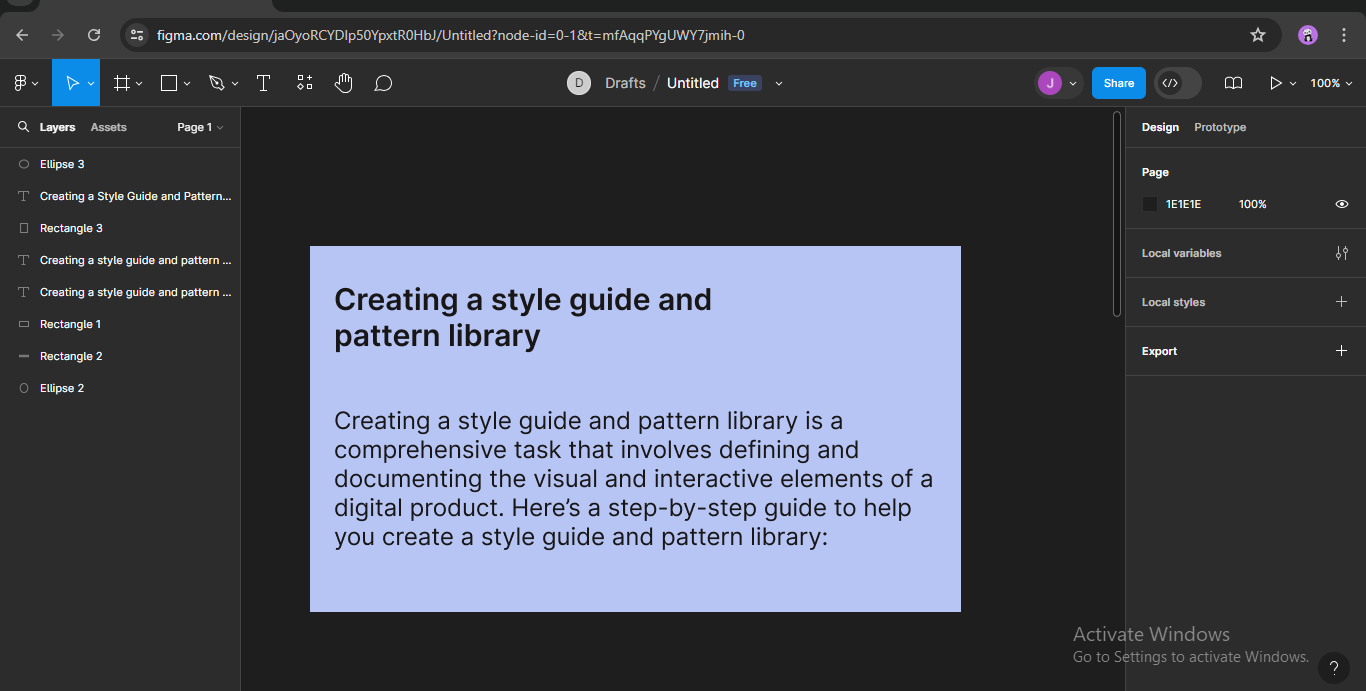 figma.com/design/jaOyoRCYDIp50YpxtR0HbJ/Untitled?node-id=0-1&t=mfAqqPYgUWY7jmih-0
D Drafts / Untitled Free
J Share 100%
Layers Assets Page 1
Ellipse 3
Creating a Style Guide and Pattern...
Rectangle 3
Creating a style guide and pattern ...
Creating a style guide and pattern ...
Rectangle 1
Rectangle 2
Ellipse 2
Creating a style guide and
pattern library
Creating a style guide and pattern library is a
comprehensive task that involves defining and
documenting the visual and interactive elements of a
digital product. Here’s a step-by-step guide to help
you create a style guide and pattern library:
Design Prototype
Page
1E1E1E 100%
Local variables
Local styles
Export
Activate Windows
Go to Settings to activate Windows.
?